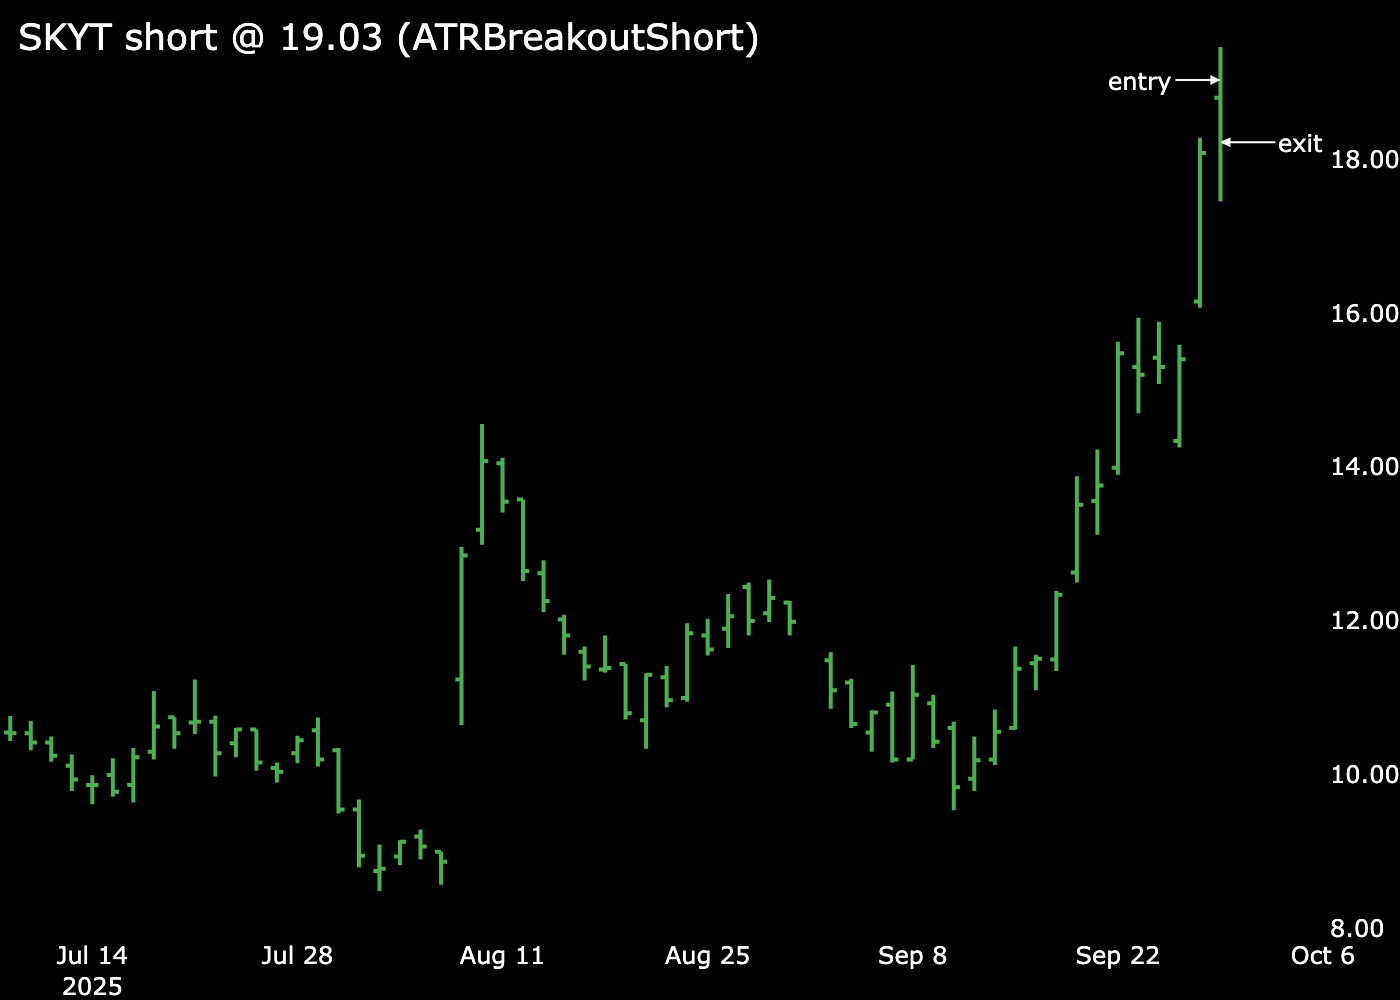 SKYT short @ 19.03 (ATRBreakoutShort)
entry
exit
18.00
16.00
14.00
12.00
10.00
8.00
Jul 14
2025
Jul 28
Aug 11
Aug 25
Sep 8
Sep 22
Oct 6